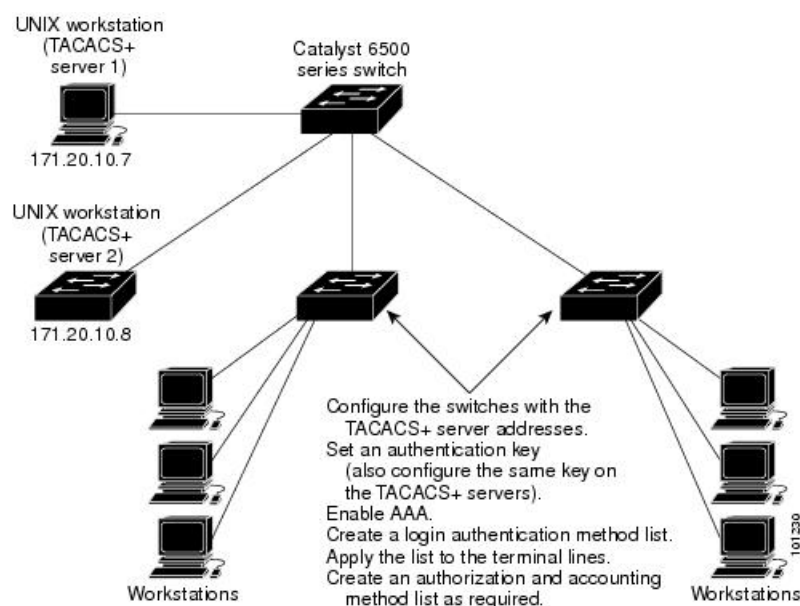 UNIX workstation
(TACACS+
server 1)
Catalyst 6500
series switch
171.20.10.7
UNIX workstation
(TACACS+
server 2)
171.20.10.8
Configure the switches with the
TACACS+ server addresses.
Set an authentication key
(also configure the same key on
the TACACS+ servers).
Enable AAA.
Create a login authentication method list.
Apply the list to the terminal lines.
Create an authorization and accounting
method list as required.
Workstations
Workstations
101230